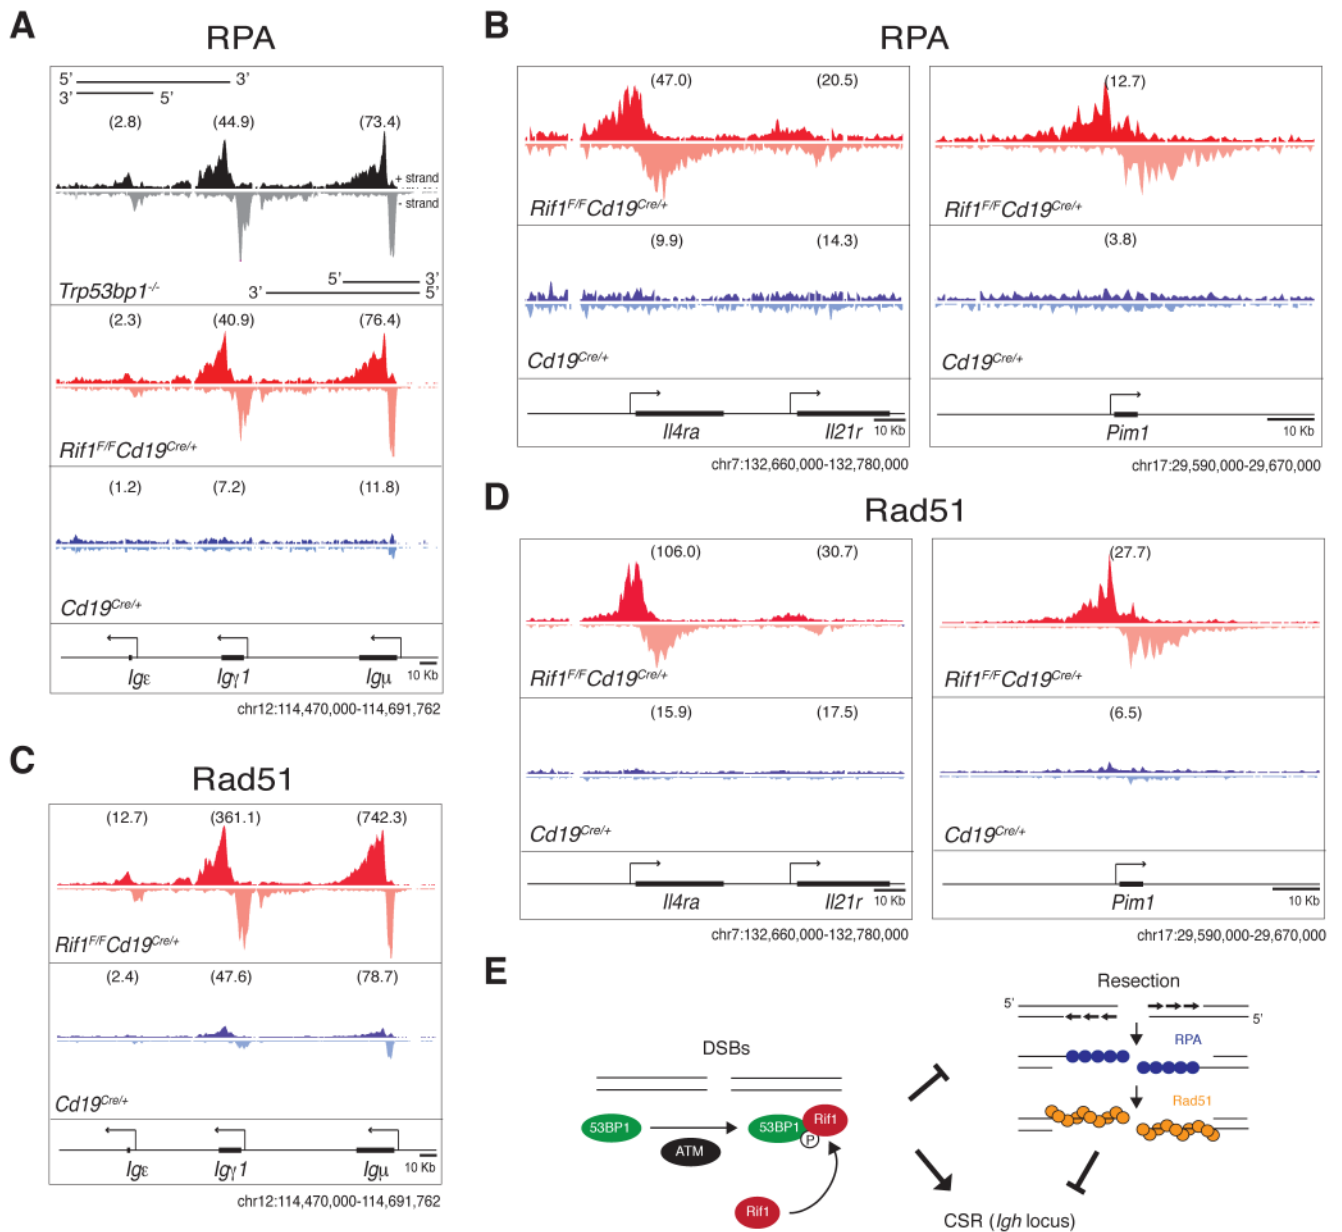 A
RPA
5' 3'
3' 5'
(2.8) (44.9) (73.4)
+ strand
- strand
5' 3'
3' 5'
Trp53bp1-/-
(2.3) (40.9) (76.4)
Rif1F/FCd19Cre/+
(1.2) (7.2) (11.8)
Cd19Cre/+
Igε Igγ1 Igμ 10 Kb
chr12:114,470,000-114,691,762
B
RPA
(47.0) (20.5)
Rif1F/FCd19Cre/+
(9.9) (14.3)
Cd19Cre/+
Il4ra Il21r 10 Kb
chr7:132,660,000-132,780,000
(12.7)
Rif1F/FCd19Cre/+
(3.8)
Cd19Cre/+
Pim1 10 Kb
chr17:29,590,000-29,670,000
C
Rad51
(12.7) (361.1) (742.3)
Rif1F/FCd19Cre/+
(2.4) (47.6) (78.7)
Cd19Cre/+
Igε Igγ1 Igμ 10 Kb
chr12:114,470,000-114,691,762
D
Rad51
(106.0) (30.7)
Rif1F/FCd19Cre/+
(15.9) (17.5)
Cd19Cre/+
Il4ra Il21r 10 Kb
chr7:132,660,000-132,780,000
(27.7)
Rif1F/FCd19Cre/+
(6.5)
Cd19Cre/+
Pim1 10 Kb
chr17:29,590,000-29,670,000
E
DSBs
53BP1
ATM
53BP1 Rif1
P
Rif1
Resection
5'
5'
RPA
Rad51
CSR (Igh locus)